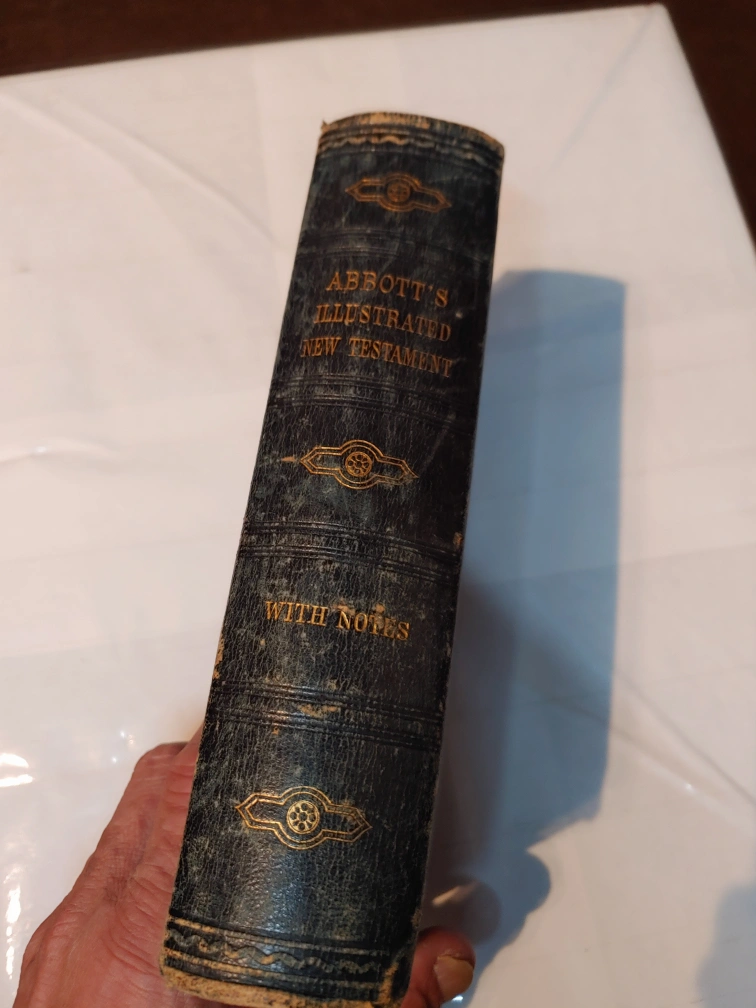 ABBOTT'S
ILLUSTRATED
NEW TESTAMENT
WITH NOTES